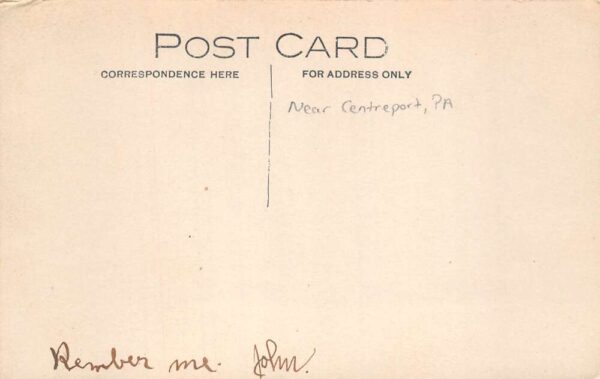 POST CARD
CORRESPONDENCE HERE
FOR ADDRESS ONLY
Near Centreport, PA
Rember me. John.